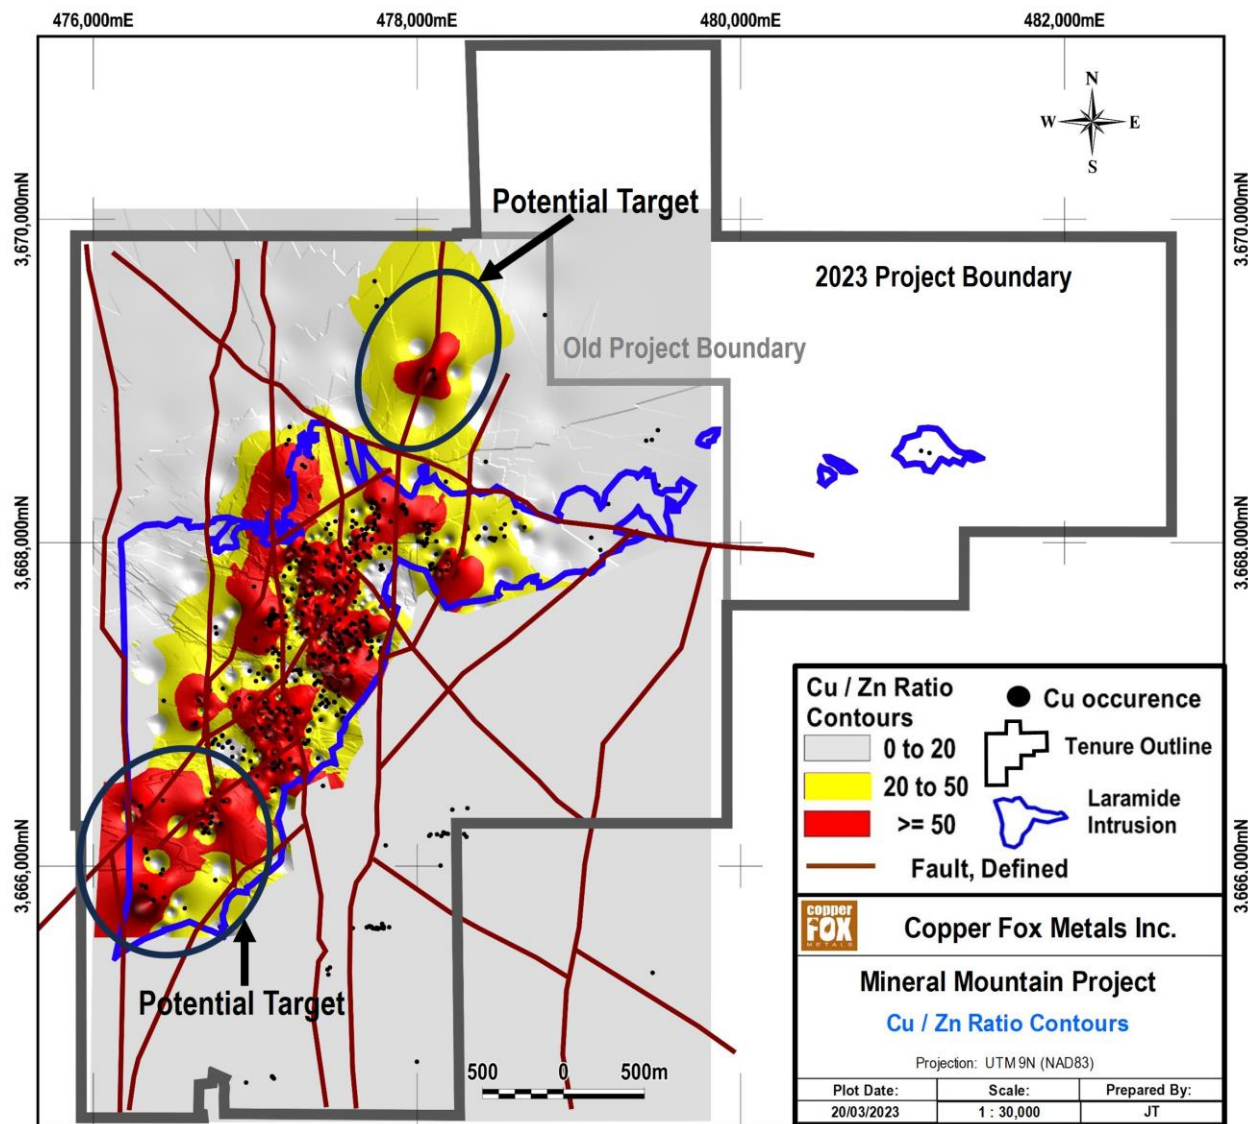 476,000mE
478,000mE
480,000mE
482,000mE
N
W
E
S
3,670,000mN
3,670,000mN
Potential Target
2023 Project Boundary
Old Project Boundary
3,668,000mN
3,668,000mN
Cu / Zn Ratio
Contours
0 to 20
20 to 50
>= 50
Fault, Defined
Cu occurence
Tenure Outline
Laramide
Intrusion
3,666,000mN
3,666,000mN
Potential Target
500
0
500m
copper
FOX
METALS
Copper Fox Metals Inc.
Mineral Mountain Project
Cu / Zn Ratio Contours
Projection: UTM 9N (NAD83)
Plot Date:
Scale:
Prepared By:
20/03/2023
1 : 30,000
JT